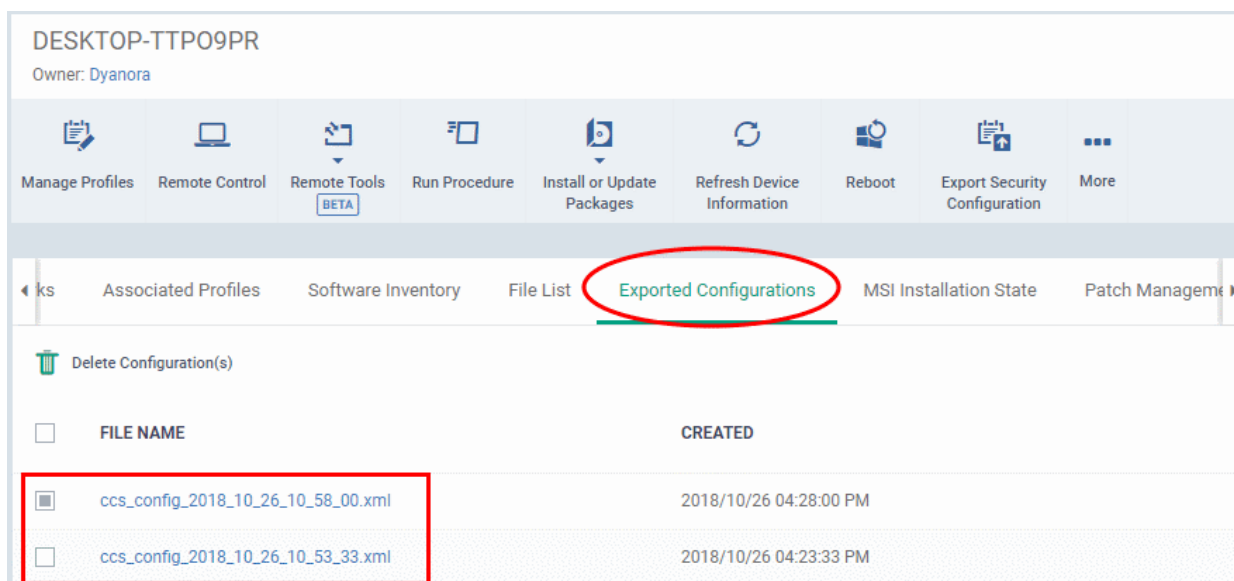 DESKTOP-TTPO9PR
Owner: Dyanora
Manage Profiles
Remote Control
Remote Tools
BETA
Run Procedure
Install or Update
Packages
Refresh Device
Information
Reboot
Export Security
Configuration
More
ks
Associated Profiles
Software Inventory
File List
Exported Configurations
MSI Installation State
Patch Manageme
Delete Configuration(s)
FILE NAME
CREATED
ccs_config_2018_10_26_10_58_00.xml
2018/10/26 04:28:00 PM
ccs_config_2018_10_26_10_53_33.xml
2018/10/26 04:23:33 PM